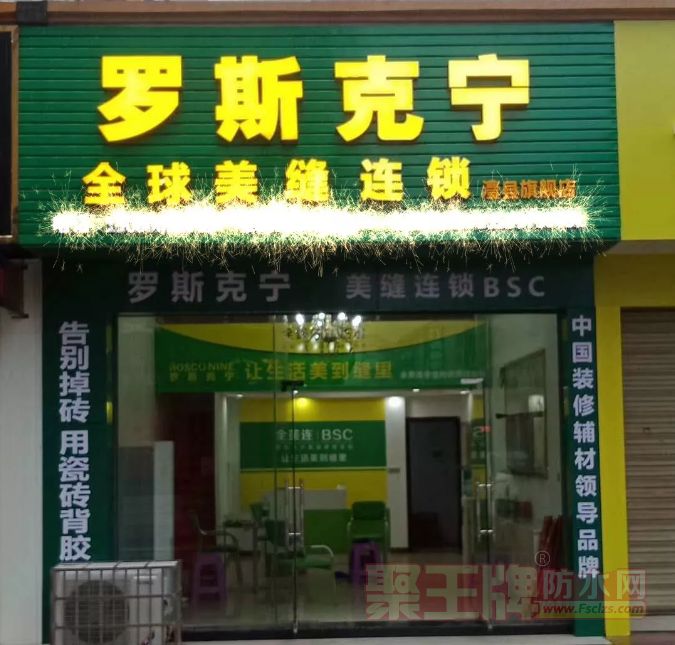 罗斯克宁
全球美缝连锁
旗舰店
罗斯克宁 美缝连锁BSC
告别掉砖 用瓷砖背胶
中国装修辅材领导品牌
BOSCUNINE
罗斯克宁
让生活美到缝里
全球连|BSC
让生活美到缝里
聚王牌®防水网
www.Fsclzs.com